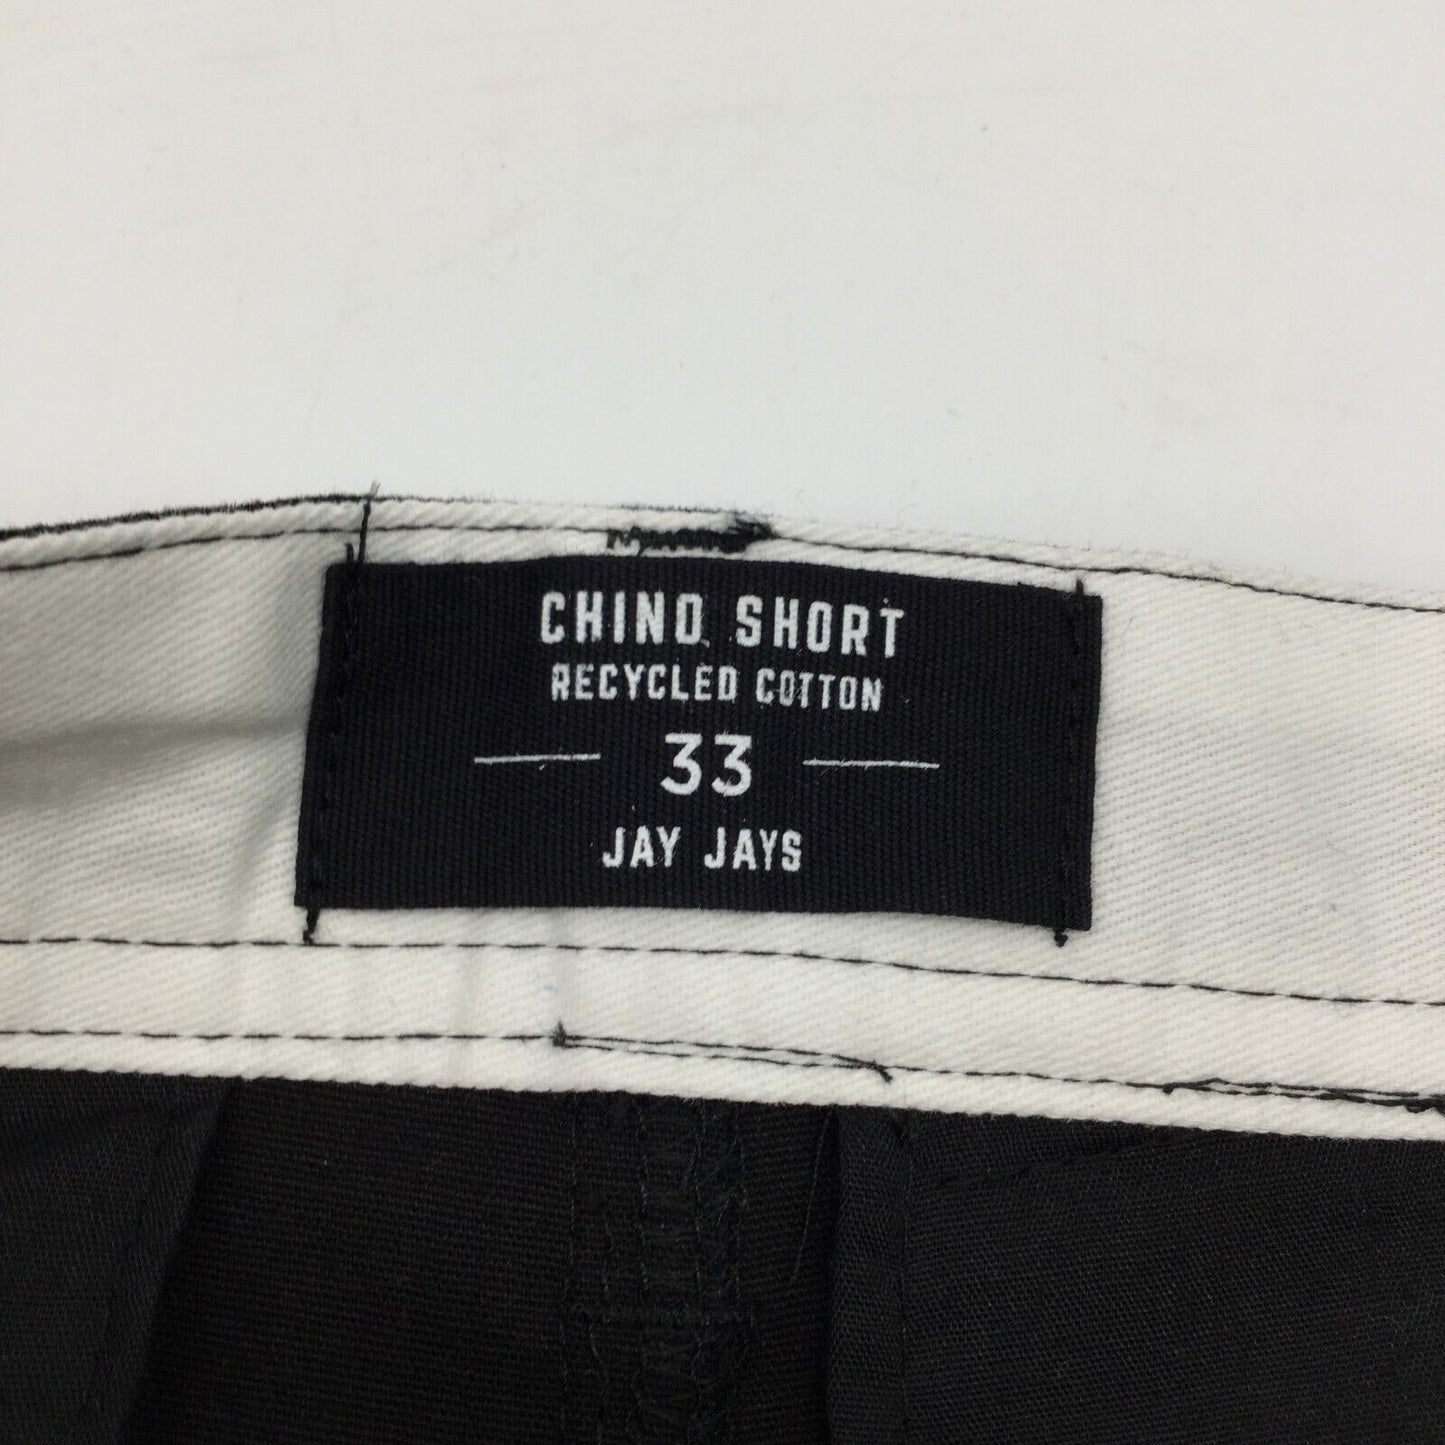 CHINO SHORT
RECYCLED COTTON
33
JAY JAYS